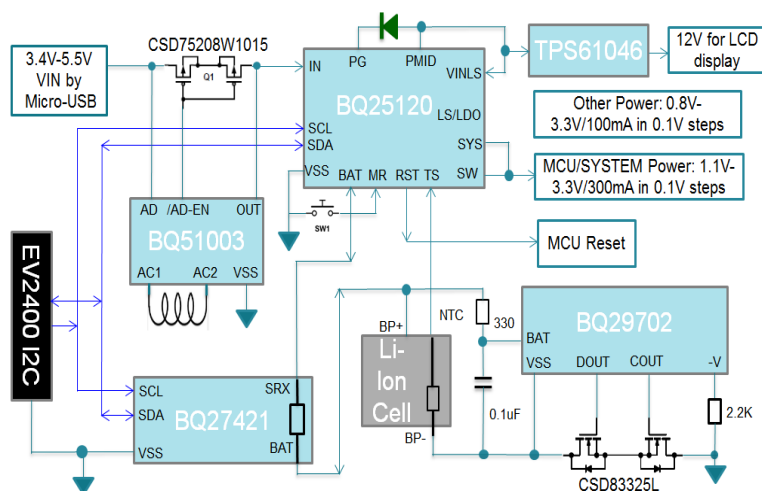 CSD75208W1015
3.4V-5.5V
VIN by
Micro-USB
Q1
IN
PG
PMID
VINLS
BQ25120
LS/LDO
SCL
SDA
SYS
VSS
BAT
MR
RST
TS
SW
TPS61046
12V for LCD
display
Other Power: 0.8V-
3.3V/100mA in 0.1V steps
MCU/SYSTEM Power: 1.1V-
3.3V/300mA in 0.1V steps
SW1
MCU Reset
AD
/AD-EN
OUT
BQ51003
AC1
AC2
VSS
EV2400 I2C
SCL
SDA
VSS
BQ27421
SRX
BAT
BP+
NTC
330
Li-
Ion
Cell
0.1uF
BP-
BQ29702
BAT
VSS
DOUT
COUT
-V
2.2K
CSD83325L